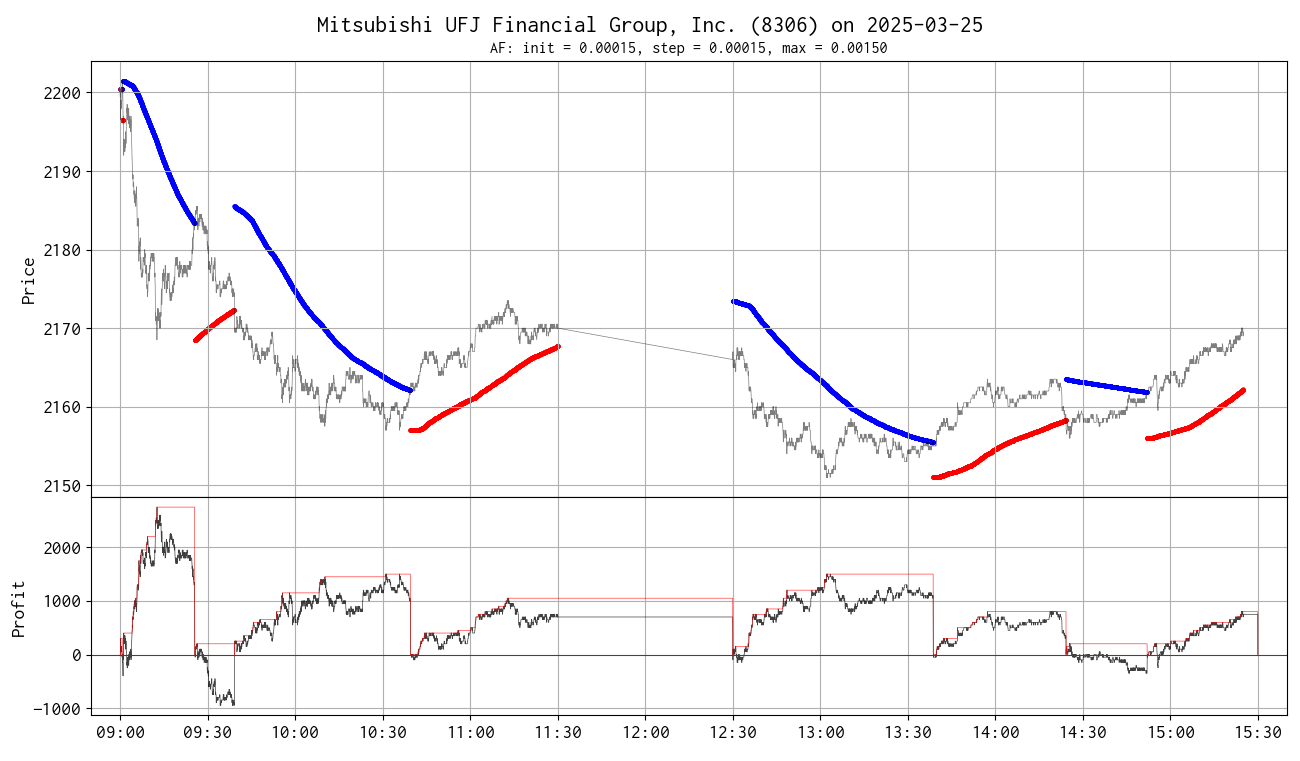 Mitsubishi UFJ Financial Group, Inc. (8306) on 2025-03-25
AF: init = 0.00015, step = 0.00015, max = 0.00150
2200
2190
2180
2170
2160
2150
Price
2000
1000
0
−1000
Profit
09:00 09:30 10:00 10:30 11:00 11:30 12:00 12:30 13:00 13:30 14:00 14:30 15:00 15:30